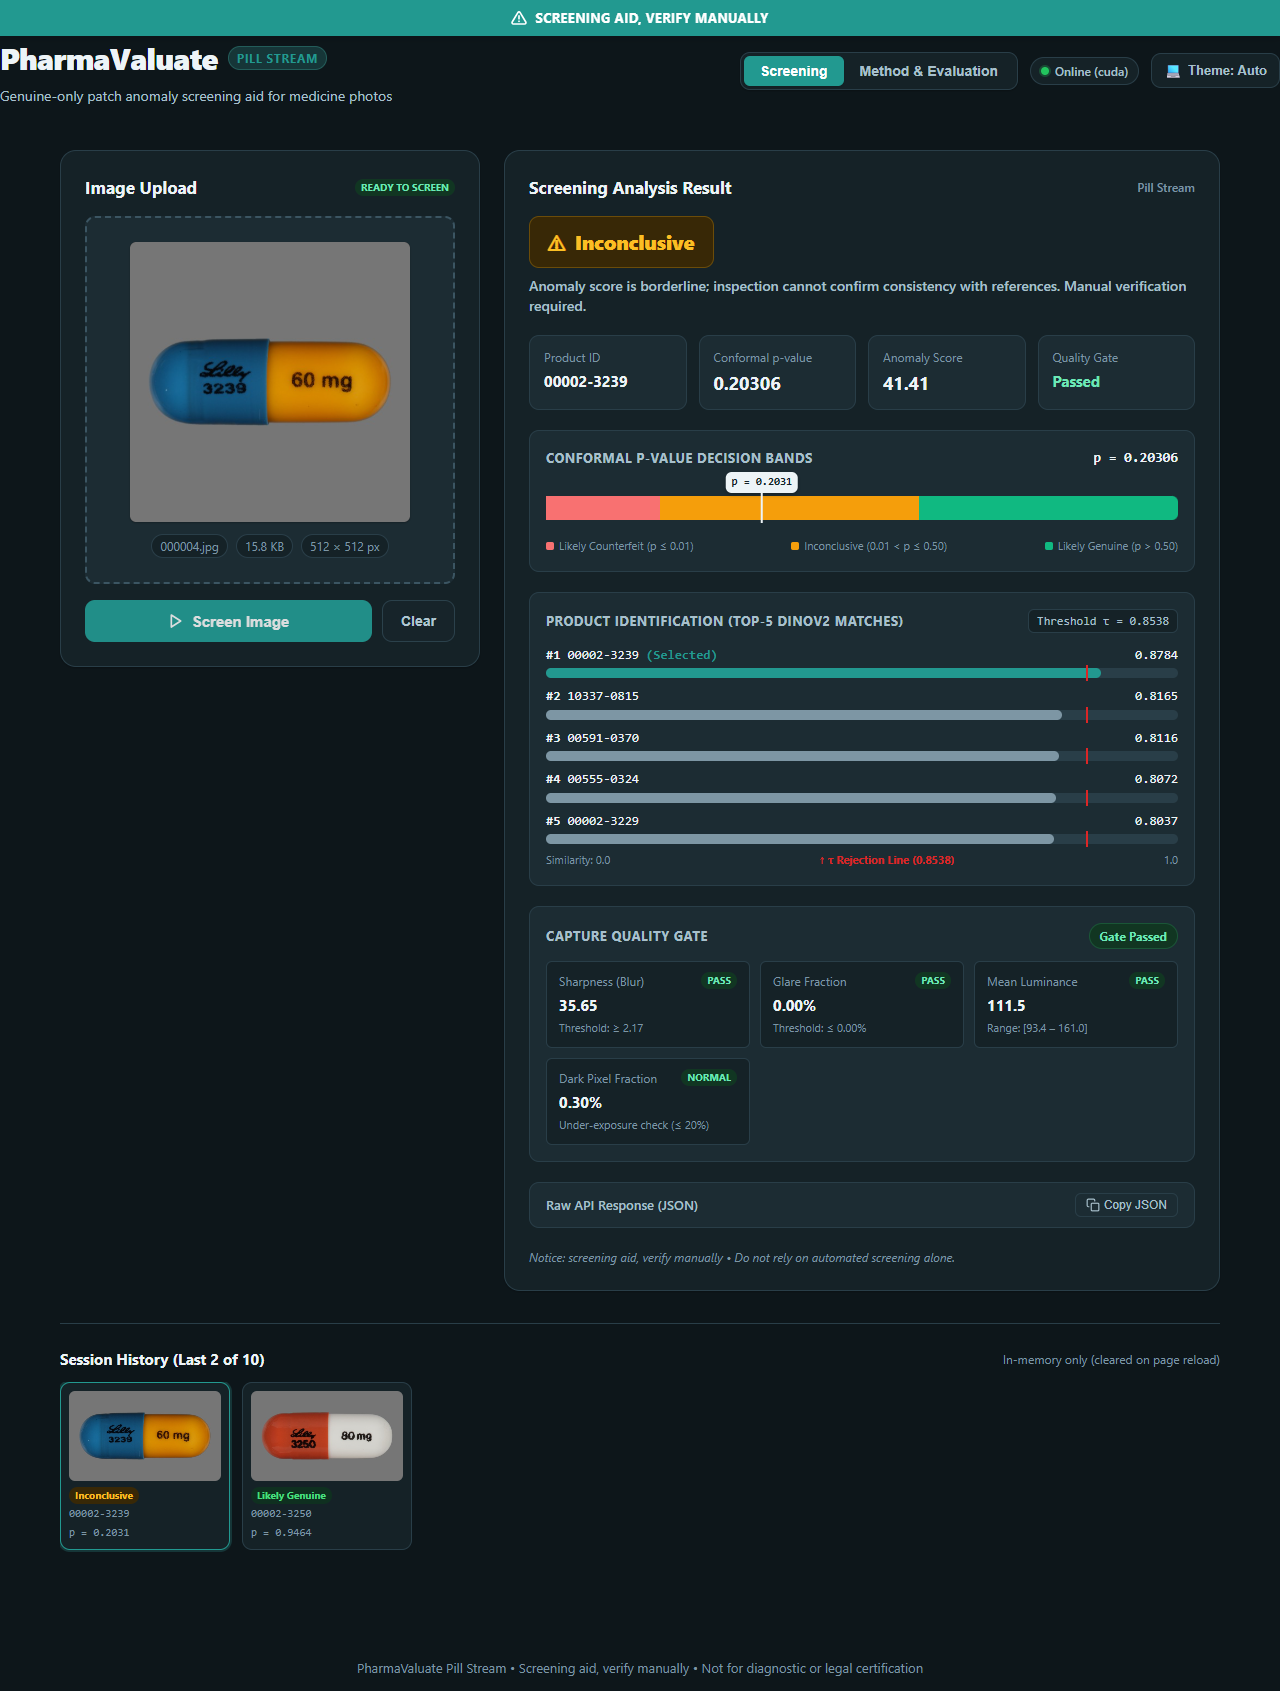 SCREENING AID, VERIFY MANUALLY
PharmaValuate PILL STREAM
Genuine-only patch anomaly screening aid for medicine photos
Screening Method & Evaluation Online (cuda) Theme: Auto
Image Upload READY TO SCREEN
Lilly
3239
60 mg
000004.jpg 15.8 KB 512 × 512 px
Screen Image Clear
Screening Analysis Result Pill Stream
Inconclusive
Anomaly score is borderline; inspection cannot confirm consistency with references. Manual verification
required.
Product ID
00002-3239
Conformal p-value
0.20306
Anomaly Score
41.41
Quality Gate
Passed
CONFORMAL P-VALUE DECISION BANDS p = 0.20306
p = 0.2031
Likely Counterfeit (p ≤ 0.01) Inconclusive (0.01 < p ≤ 0.50) Likely Genuine (p > 0.50)
PRODUCT IDENTIFICATION (TOP-5 DINOV2 MATCHES) Threshold τ = 0.8538
#1 00002-3239 (Selected) 0.8784
#2 10337-0815 0.8165
#3 00591-0370 0.8116
#4 00555-0324 0.8072
#5 00002-3229 0.8037
Similarity: 0.0 ↑ τ Rejection Line (0.8538) 1.0
CAPTURE QUALITY GATE Gate Passed
Sharpness (Blur) PASS
35.65
Threshold: ≥ 2.17
Glare Fraction PASS
0.00%
Threshold: ≤ 0.00%
Mean Luminance PASS
111.5
Range: [93.4 – 161.0]
Dark Pixel Fraction NORMAL
0.30%
Under-exposure check (≤ 20%)
Raw API Response (JSON) Copy JSON
Notice: screening aid, verify manually • Do not rely on automated screening alone.
Session History (Last 2 of 10) In-memory only (cleared on page reload)
Lilly
3239
60 mg
Inconclusive
00002-3239
p = 0.2031
Lilly
3250
80 mg
Likely Genuine
00002-3250
p = 0.9464
PharmaValuate Pill Stream • Screening aid, verify manually • Not for diagnostic or legal certification